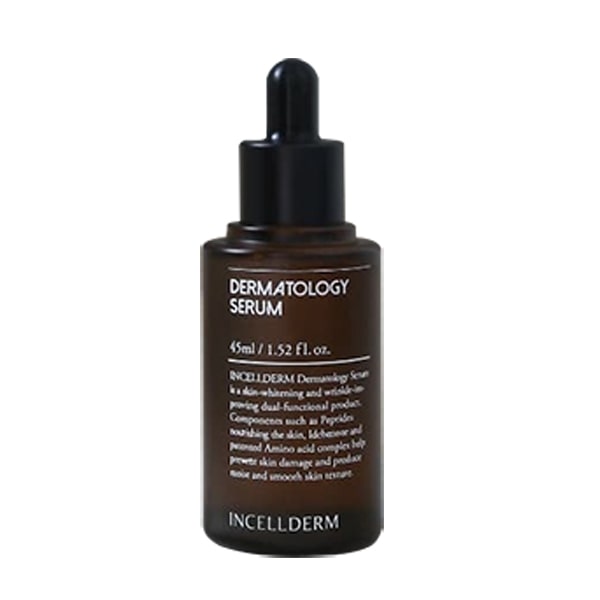 DERMATOLOGY
SERUM
45ml / 1.52 fl. oz.
INCELLDERM Dermatology Serum
is a skin-whitening and wrinkle-im-
proving dual-functional product.
Components such as Peptides
nourishing the skin, Idebenone and
patented Amino acid complex help
prevent skin damage and produce
moist and smooth skin texture.
INCELLDERM